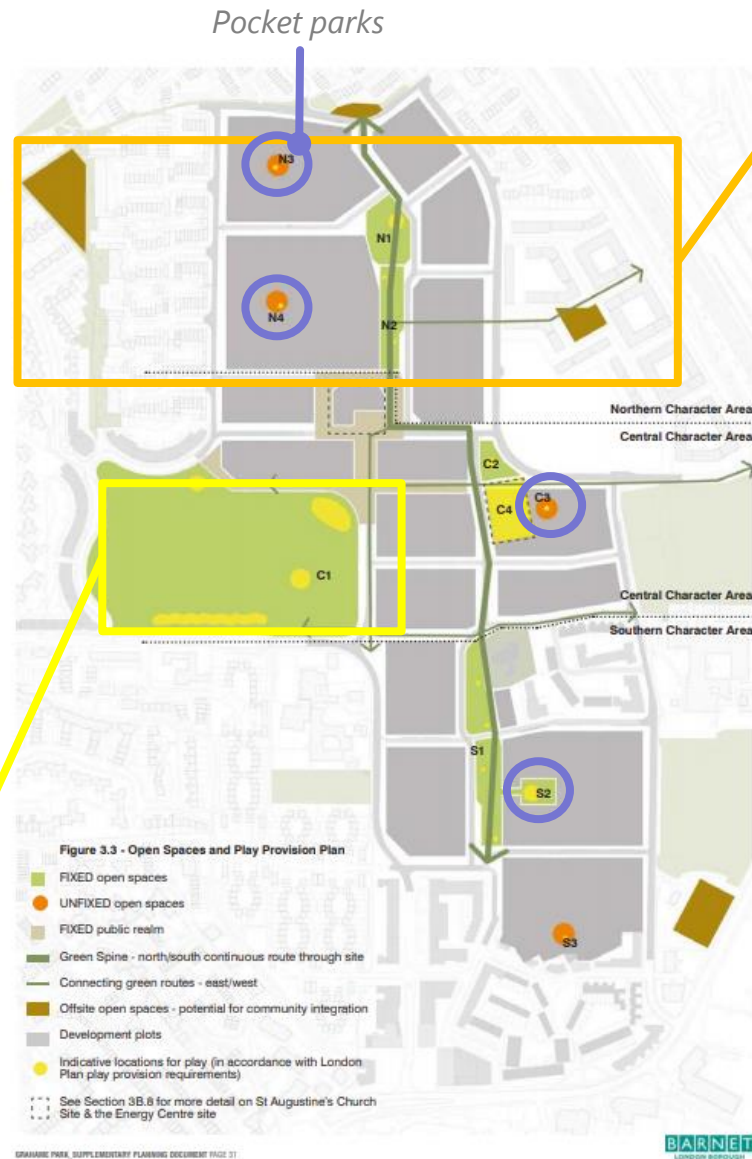 Pocket parks
N3
N1
N4
N2
Northern Character Area
Central Character Area
C2
C3
C4
C1
Central Character Area
Southern Character Area
S1
S2
S3
Figure 3.3 - Open Spaces and Play Provision Plan
FIXED open spaces
UNFIXED open spaces
FIXED public realm
Green Spine - north/south continuous route through site
Connecting green routes - east/west
Offsite open spaces - potential for community integration
Development plots
Indicative locations for play (in accordance with London
Plan play provision requirements)
See Section 3B.8 for more detail on St Augustine's Church
Site & the Energy Centre site
GRAHAME PARK_SUPPLEMENTARY PLANNING DOCUMENT PAGE 31
BARNET
LONDON BOROUGH